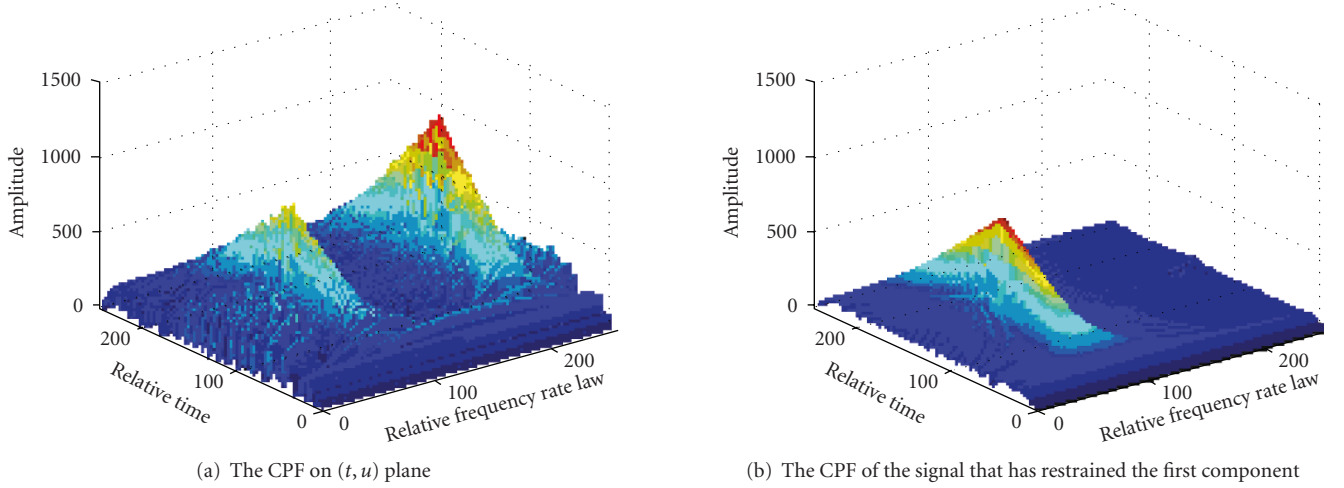 1500
1000
500
0
Amplitude
200
100
0
Relative time
0
100
200
Relative frequency rate law
(a) The CPF on (t, u) plane
1500
1000
500
0
Amplitude
200
100
0
Relative time
0
100
200
Relative frequency rate law
(b) The CPF of the signal that has restrained the first component